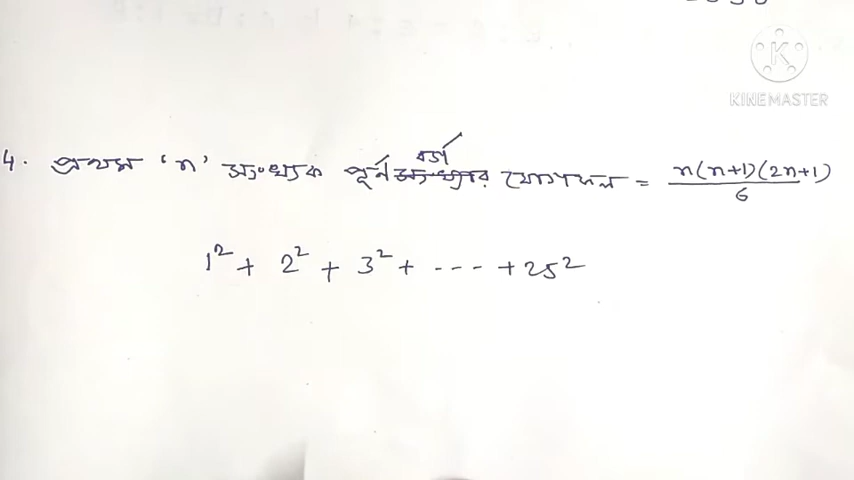 KINEMASTER
4. প্রথম 'n' সংখ্যক পূর্ন বর্গ যোগফল = n(n+1)(2n+1)/6
1² + 2² + 3² + --- + 25²